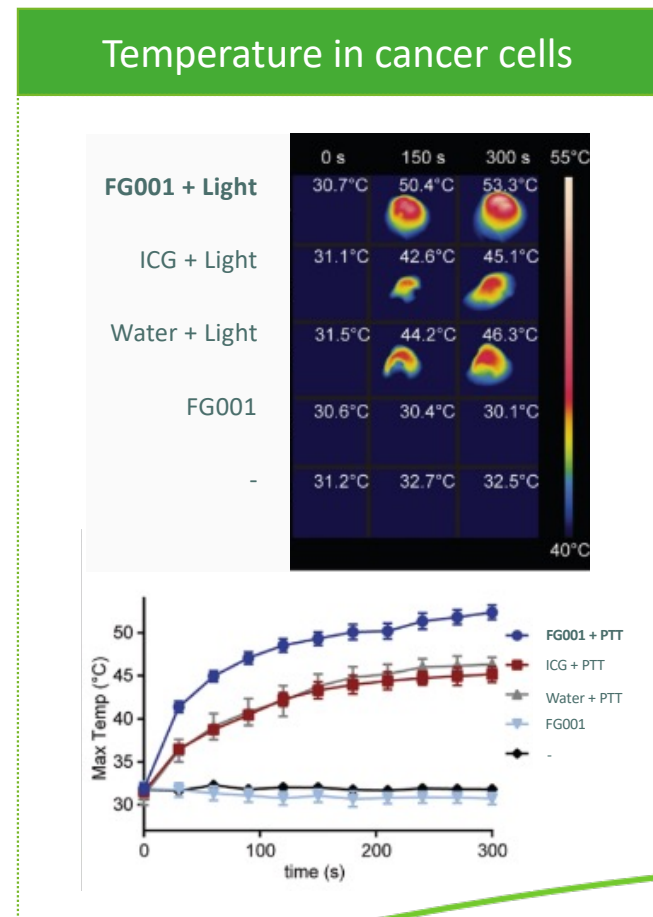 Temperature in cancer cells
0 s 150 s 300 s 55°C
FG001 + Light 30.7°C 50.4°C 53.3°C
ICG + Light 31.1°C 42.6°C 45.1°C
Water + Light 31.5°C 44.2°C 46.3°C
FG001 30.6°C 30.4°C 30.1°C
- 31.2°C 32.7°C 32.5°C
40°C
Max Temp (°C)
50
45
40
35
30
0 100 200 300
time (s)
FG001 + PTT
ICG + PTT
Water + PTT
FG001
-